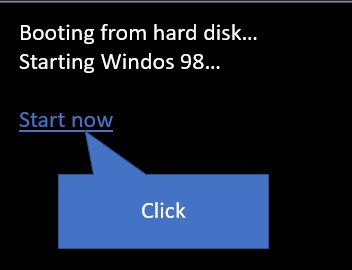 Booting from hard disk...
Starting Windos 98...
Start now
Click